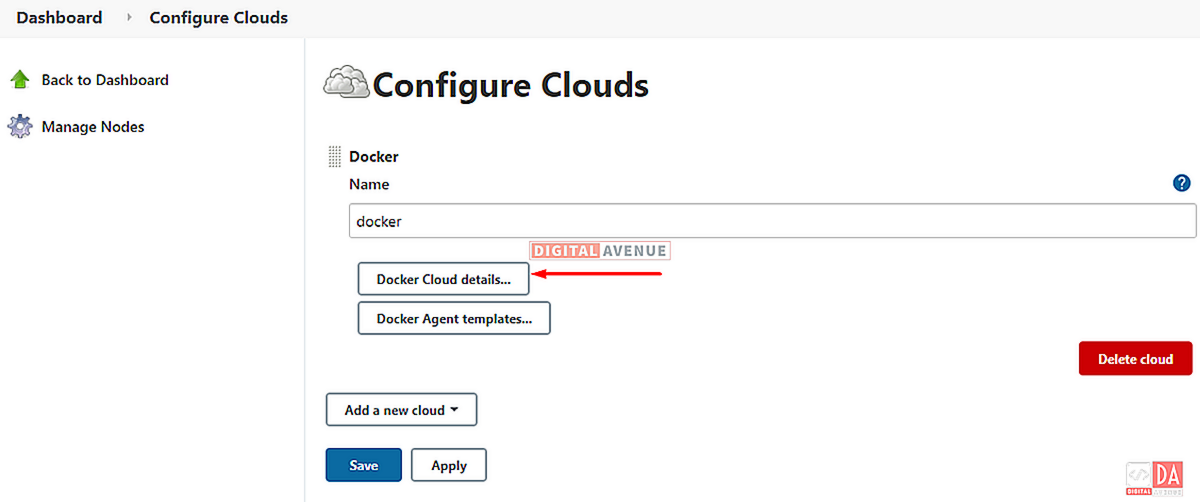 Dashboard › Configure Clouds
Back to Dashboard
Manage Nodes
Configure Clouds
Docker
Name
?
docker
DIGITAL AVENUE
Docker Cloud details...
Docker Agent templates...
Delete cloud
Add a new cloud
Save
Apply
</> DA
DIGITAL AVENUE